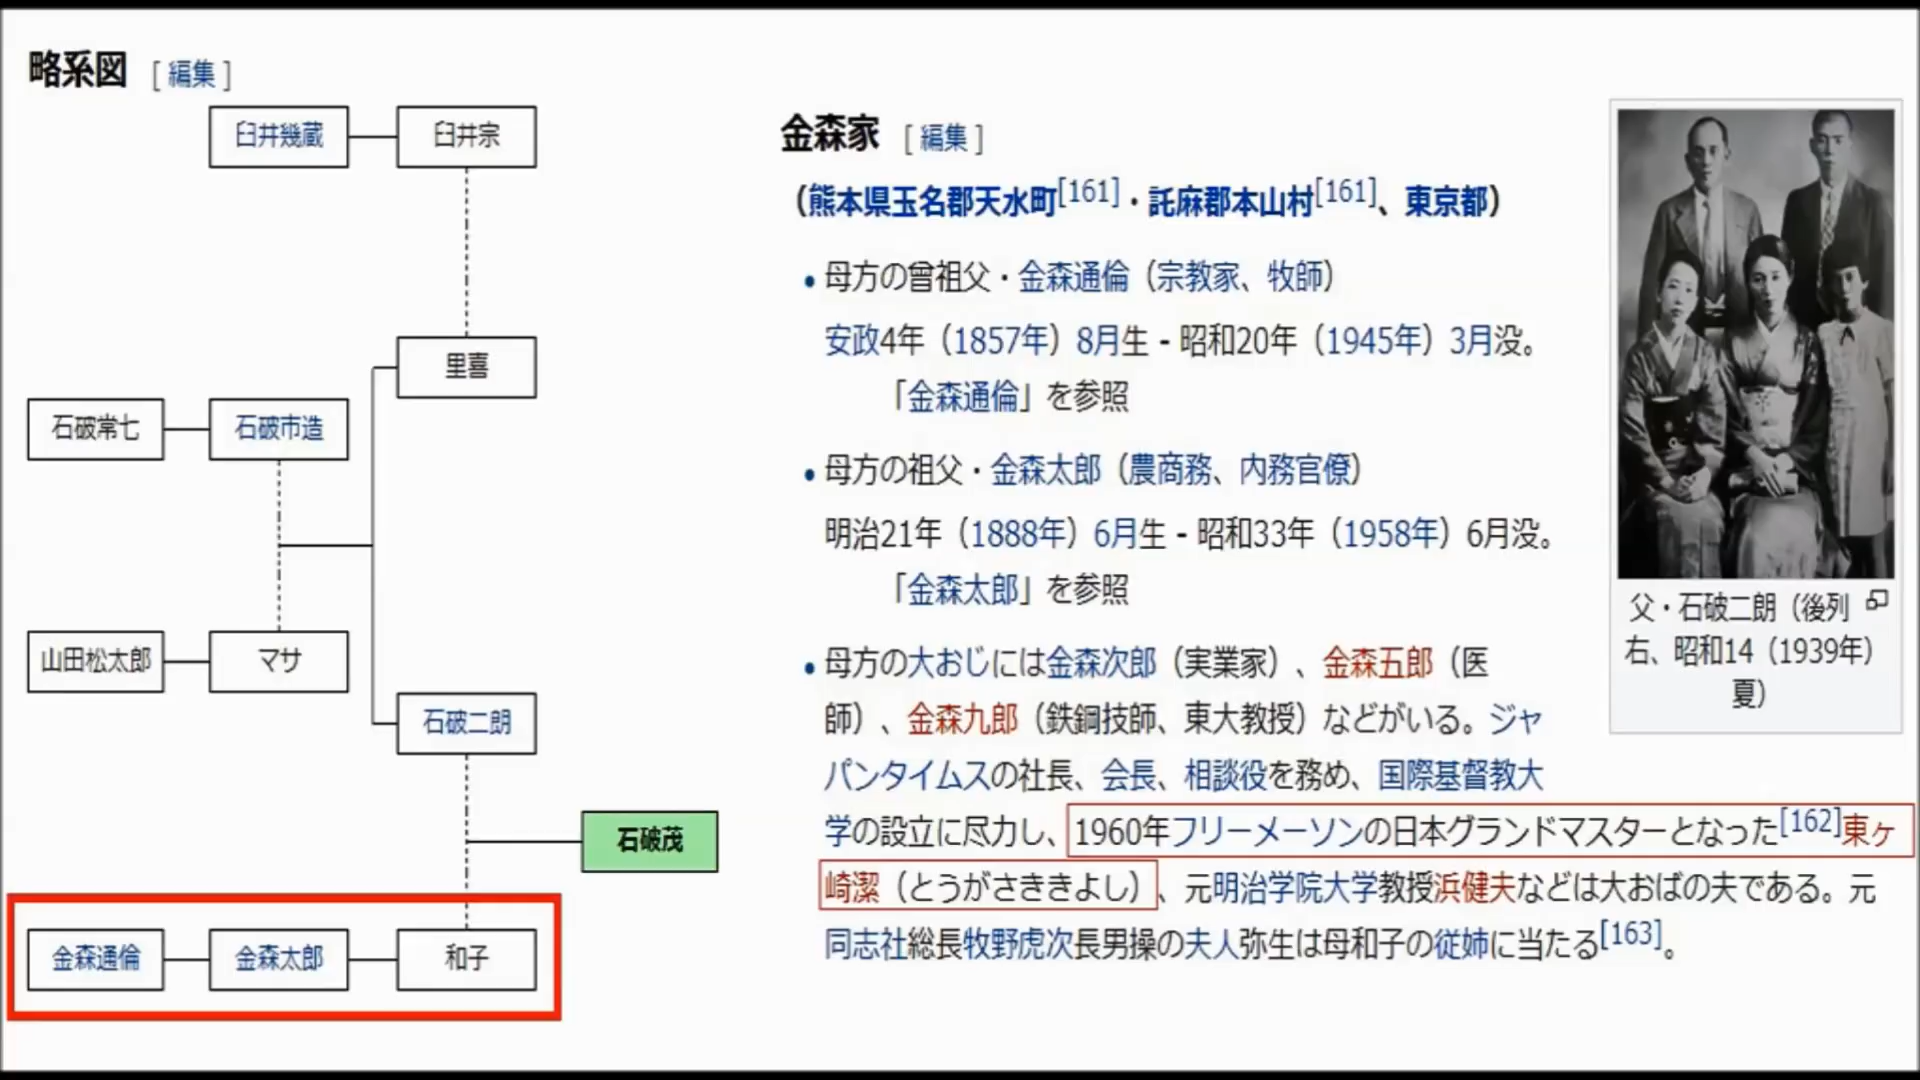 略系図 [ 編集 ]
臼井幾蔵 臼井宗
里喜
石破常七 石破市造
山田松太郎 マサ
石破二朗
石破茂
金森通倫 金森太郎 和子
金森家 [ 編集 ]
（熊本県玉名郡天水町[161]・託麻郡本山村[161]、東京都）
• 母方の曾祖父・金森通倫（宗教家、牧師）
安政4年（1857年）8月生 - 昭和20年（1945年）3月没。
「金森通倫」を参照
• 母方の祖父・金森太郎（農商務、内務官僚）
明治21年（1888年）6月生 - 昭和33年（1958年）6月没。
「金森太郎」を参照
• 母方の大おじには金森次郎（実業家）、金森五郎（医
師）、金森九郎（鉄鋼技師、東大教授）などがいる。ジャ
パンタイムスの社長、会長、相談役を務め、国際基督教大
学の設立に尽力し、1960年フリーメーソンの日本グランドマスターとなった[162]東ヶ
崎潔（とうがさききよし）、元明治学院大学教授浜健夫などは大おばの夫である。元
同志社総長牧野虎次長男操の夫人弥生は母和子の従姉に当たる[163]。
父・石破二朗（後列
右、昭和14（1939年）
夏）